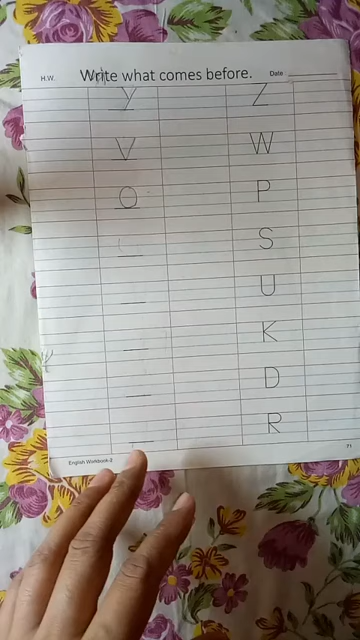 H.W. Write what comes before. Date
Y Z
V W
O P
S
U
K
D
R
English Workbook-2 71